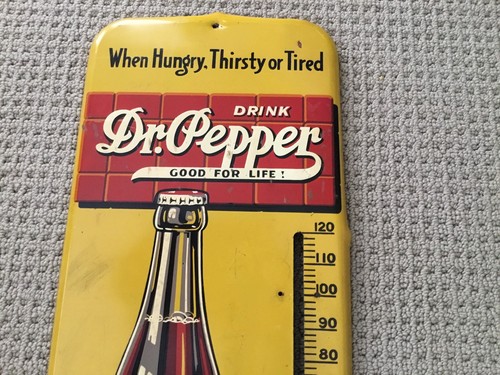 When Hungry, Thirsty or Tired
DRINK
Dr. Pepper
GOOD FOR LIFE!
120
110
100
90
80